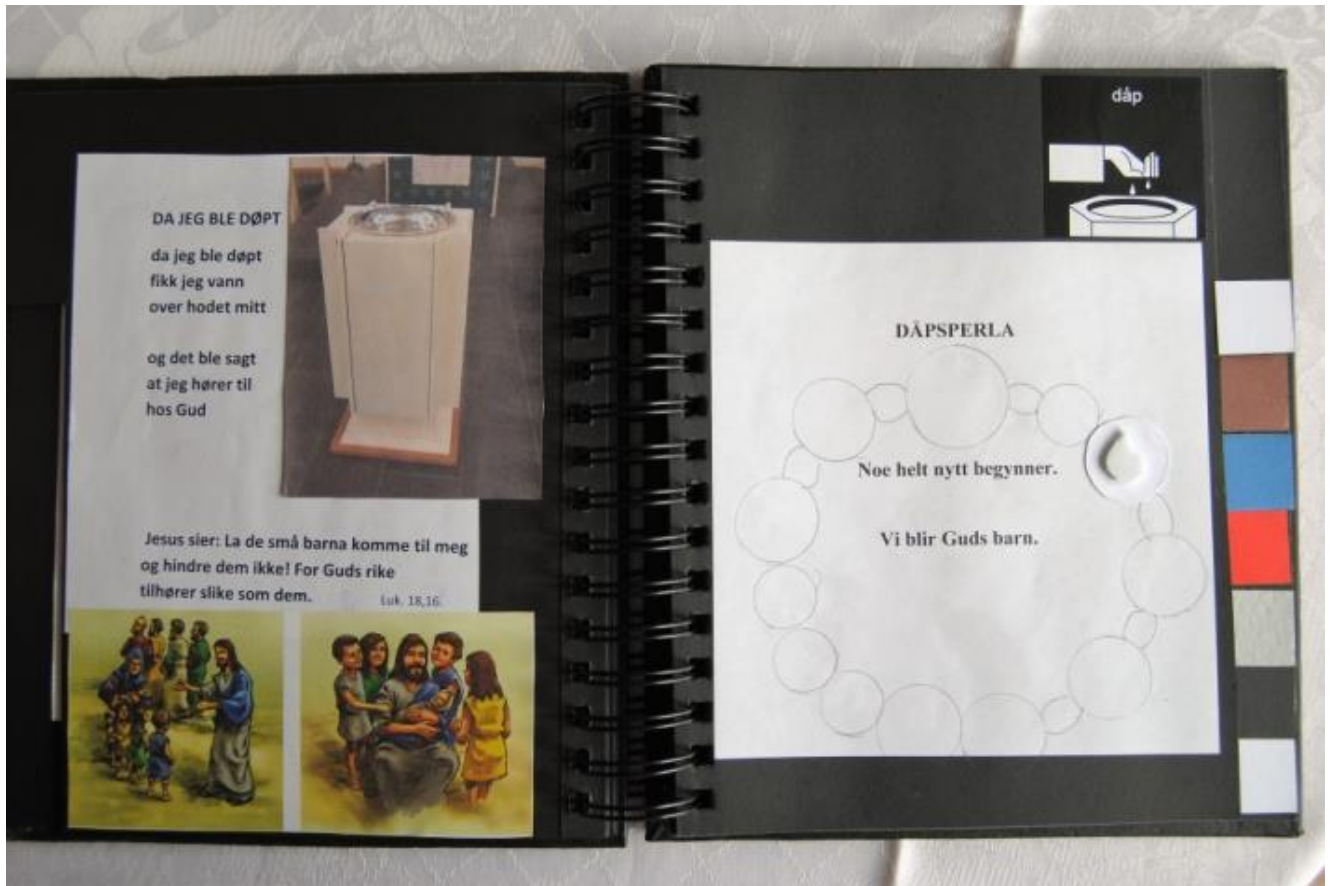 DA JEG BLE DØPT
da jeg ble døpt
fikk jeg vann
over hodet mitt
og det ble sagt
at jeg hører til
hos Gud
Jesus sier: La de små barna komme til meg
og hindre dem ikke! For Guds rike
tilhører slike som dem.
Luk. 18,16.
dåp
DÅPSPERLA
Noe helt nytt begynner.
Vi blir Guds barn.